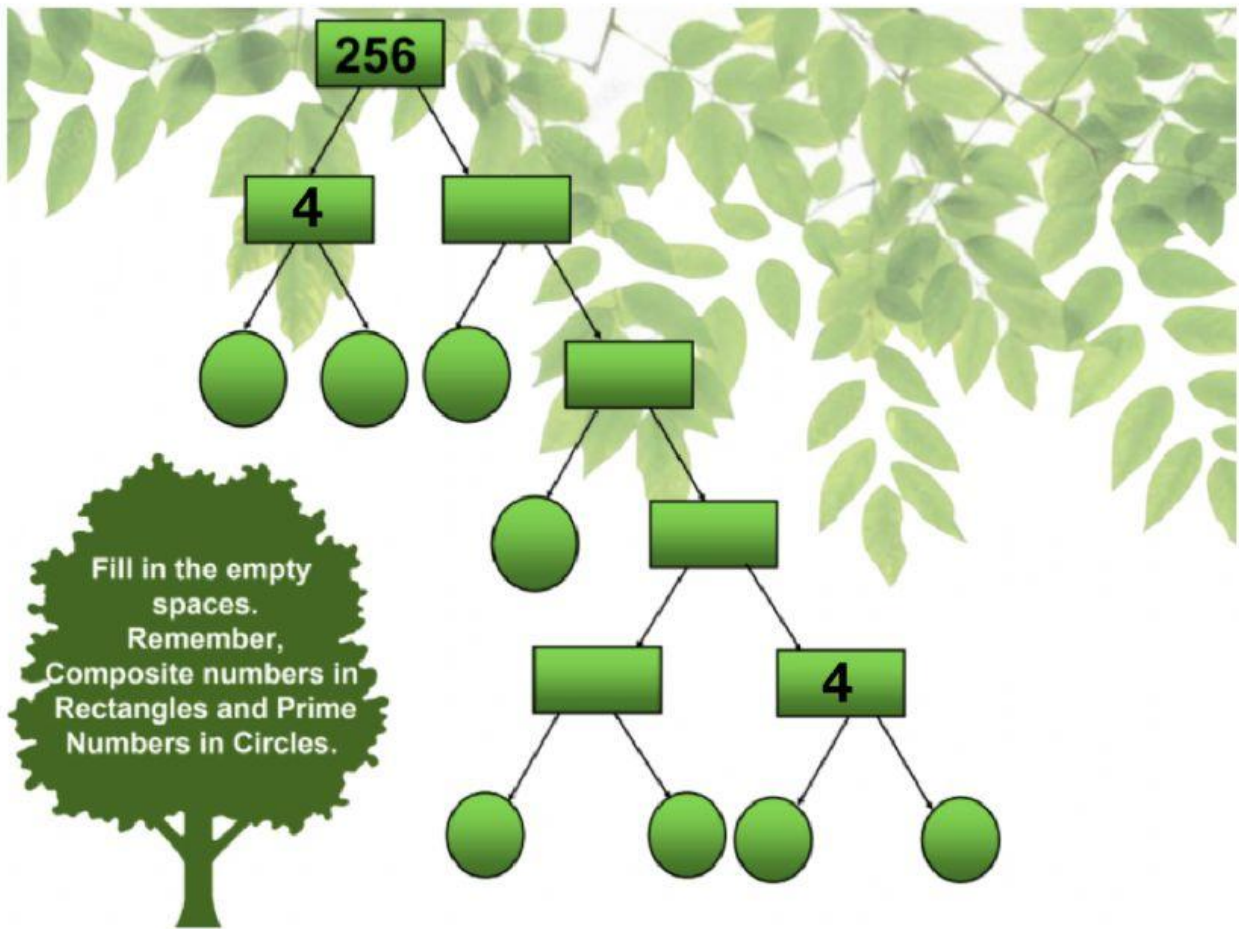 256
4
4
Fill in the empty
spaces.
Remember,
Composite numbers in
Rectangles and Prime
Numbers in Circles.